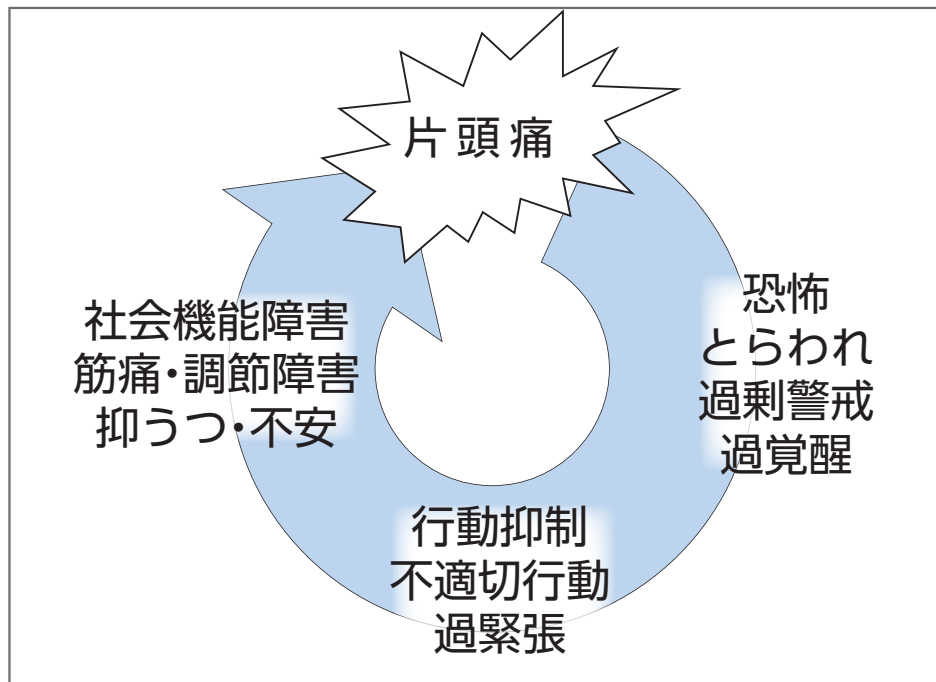 片頭痛
恐怖
とらわれ
過剰警戒
過覚醒
行動抑制
不適切行動
過緊張
社会機能障害
筋痛・調節障害
抑うつ・不安